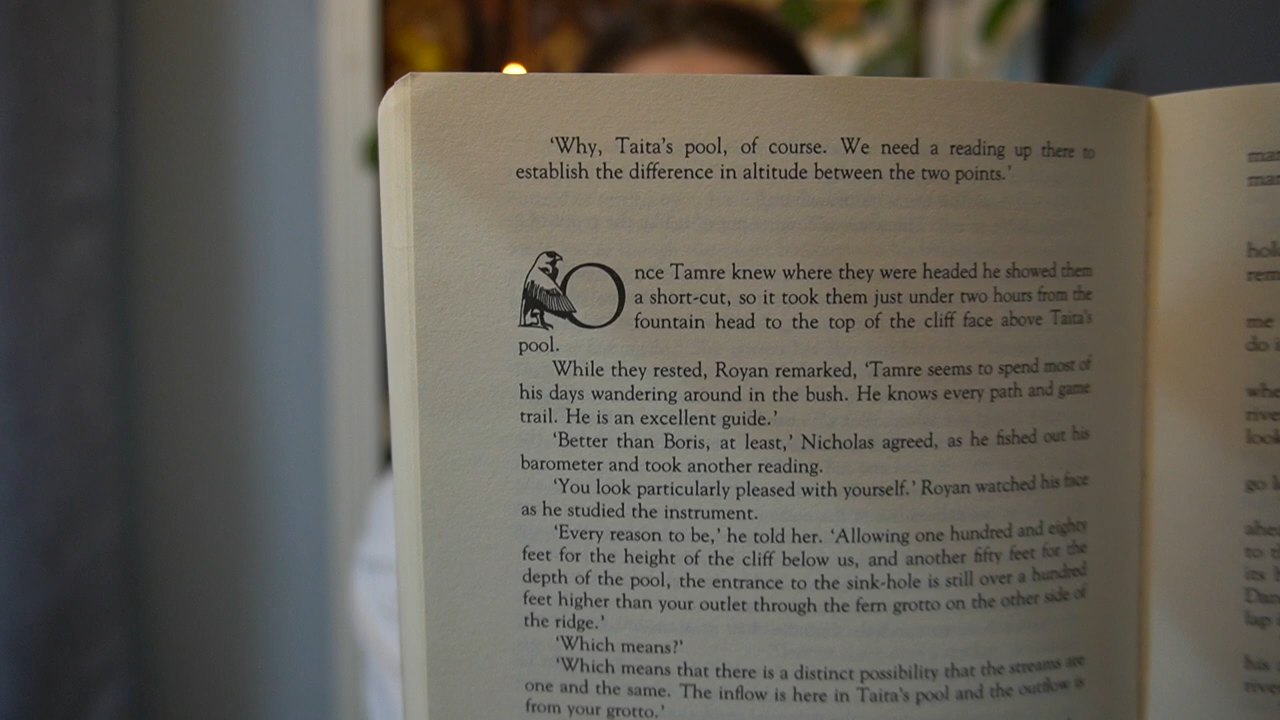 ‘Why, Taita’s pool, of course. We need a reading up there to
establish the difference in altitude between the two points.’
Once Tamre knew where they were headed he showed them
a short-cut, so it took them just under two hours from the
fountain head to the top of the cliff face above Taita’s
pool.
While they rested, Royan remarked, ‘Tamre seems to spend most of
his days wandering around in the bush. He knows every path and game
trail. He is an excellent guide.’
‘Better than Boris, at least,’ Nicholas agreed, as he fished out his
barometer and took another reading.
‘You look particularly pleased with yourself.’ Royan watched his face
as he studied the instrument.
‘Every reason to be,’ he told her. ‘Allowing one hundred and eighty
feet for the height of the cliff below us, and another fifty feet for the
depth of the pool, the entrance to the sink-hole is still over a hundred
feet higher than your outlet through the fern grotto on the other side of
the ridge.’
‘Which means?’
‘Which means that there is a distinct possibility that the streams are
one and the same. The inflow is here in Taita’s pool and the outflow is
from your grotto.’
me
do
go
his